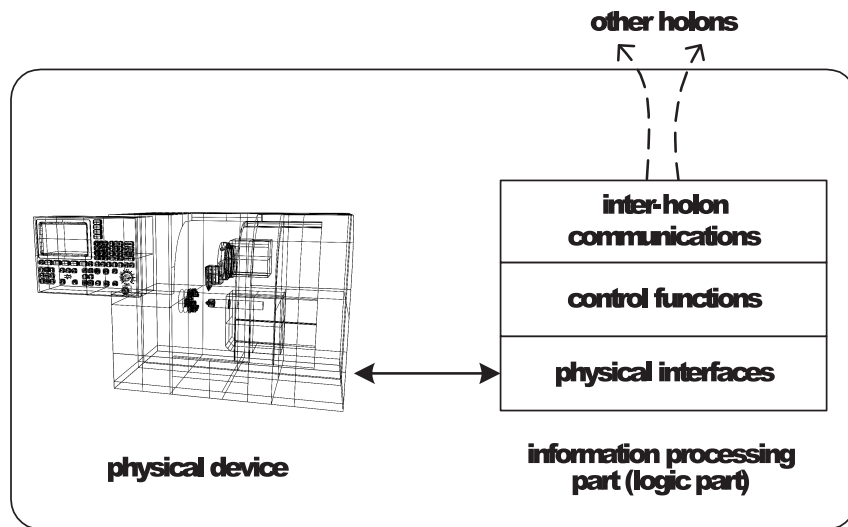 other holons
inter-holon
communications
control functions
physical interfaces
physical device
information processing
part (logic part)